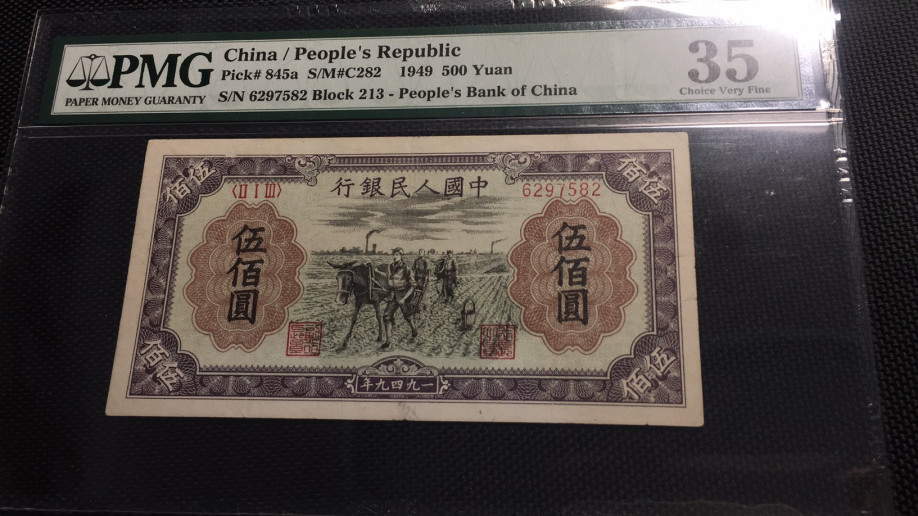 PMG
PAPER MONEY GUARANTY
China / People's Republic
Pick# 845a S/M#C282 1949 500 Yuan
S/N 6297582 Block 213 - People's Bank of China
35
Choice Very Fine
伍佰
行銀民人國中
伍佰
〈II I III〉
6297582
伍佰圓
伍佰圓
伍佰
年九四九一
伍佰